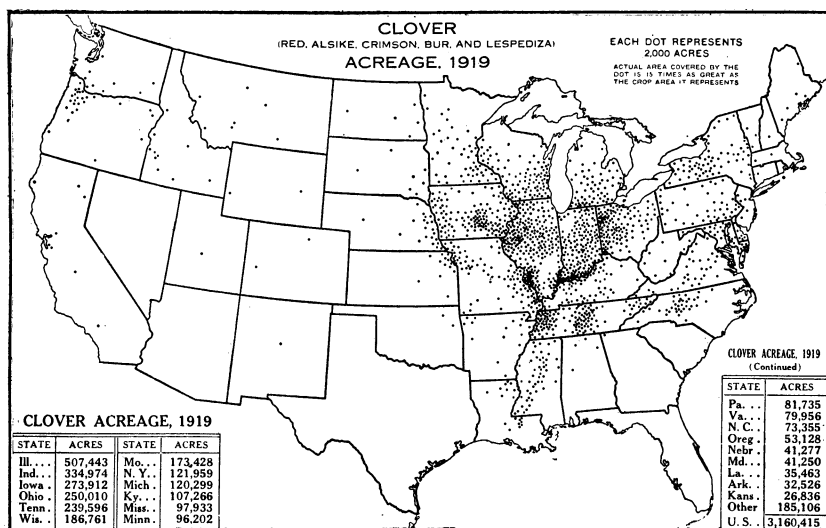 CLOVER
(RED, ALSIKE, CRIMSON, BUR, AND LESPEDIZA)
ACREAGE, 1919
EACH DOT REPRESENTS
2,000 ACRES
ACTUAL AREA COVERED BY THE
DOT IS 15 TIMES AS GREAT AS
THE CROP AREA IT REPRESENTS
CLOVER ACREAGE, 1919
STATE ACRES STATE ACRES
Ill.... 507,443 Mo... 173,428
Ind... 334,974 N. Y.. 121,959
Iowa . 273,912 Mich . 120,299
Ohio . 250,010 Ky... 107,266
Tenn. 239,596 Miss.. 97,933
Wis. . 186,761 Minn. 96,202
CLOVER ACREAGE, 1919
(Continued)
STATE ACRES
Pa. . . 81,735
Va. . . 79,956
N. C. . 73,355
Oreg . 53,128
Nebr . 41,277
Md... 41,250
La. . . 35,463
Ark. . 32,526
Kans. 26,836
Other 185,106
U. S. . 3,160,415